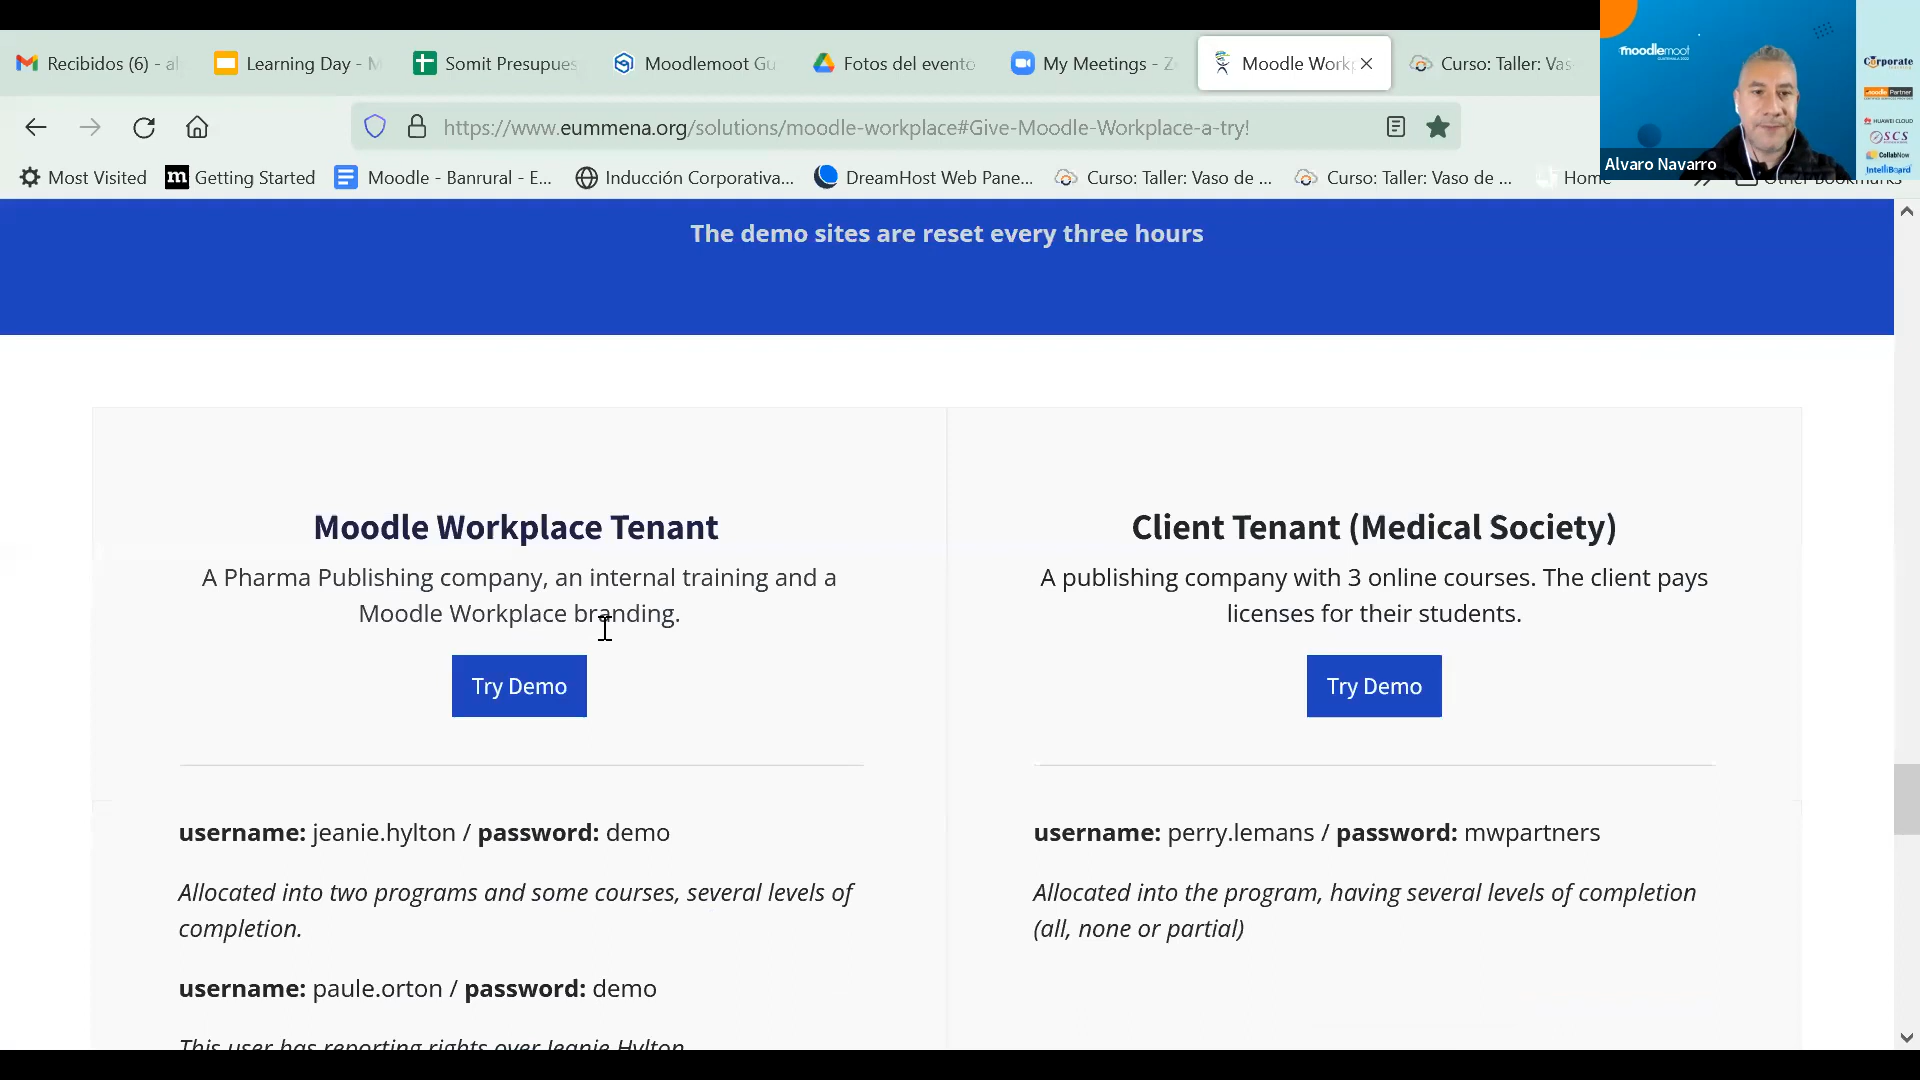 Recibidos (6) - al
Learning Day - M
Somit Presupues
Moodlemoot Gu
Fotos del evento
My Meetings - Z
Moodle Workp
Curso: Taller: Vas
https://www.eummena.org/solutions/moodle-workplace#Give-Moodle-Workplace-a-try!
Most Visited
Getting Started
Moodle - Banrural - E...
Inducción Corporativa...
DreamHost Web Pane...
Curso: Taller: Vaso de ...
Curso: Taller: Vaso de ...
Home
Other Bookmarks
moodlemoot
GUATEMALA 2022
Alvaro Navarro
Corporate
moodle Partner
HUAWEI CLOUD
SCS
CollabNow
IntelliBoard
The demo sites are reset every three hours
Moodle Workplace Tenant
A Pharma Publishing company, an internal training and a
Moodle Workplace branding.
Try Demo
username: jeanie.hylton / password: demo
Allocated into two programs and some courses, several levels of
completion.
username: paule.orton / password: demo
This user has reporting rights over Jeanie Hylton
Client Tenant (Medical Society)
A publishing company with 3 online courses. The client pays
licenses for their students.
Try Demo
username: perry.lemans / password: mwpartners
Allocated into the program, having several levels of completion
(all, none or partial)